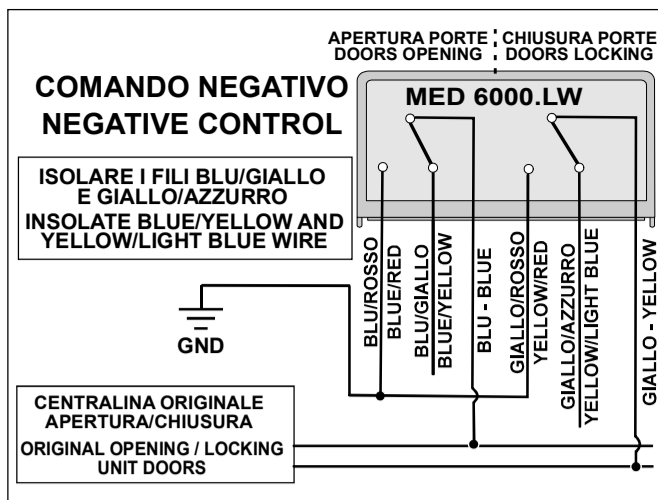 APERTURA PORTE
DOORS OPENING
CHIUSURA PORTE
DOORS LOCKING
COMANDO NEGATIVO
NEGATIVE CONTROL
MED 6000.LW
ISOLARE I FILI BLU/GIALLO
E GIALLO/AZZURRO
INSOLATE BLUE/YELLOW AND
YELLOW/LIGHT BLUE WIRE
BLU/ROSSO
BLUE/RED
BLU/GIALLO
BLUE/YELLOW
BLU - BLUE
GIALLO/ROSSO
YELLOW/RED
GIALLO/AZZURRO
YELLOW/LIGHT BLUE
GIALLO - YELLOW
GND
CENTRALINA ORIGINALE
APERTURA/CHIUSURA
ORIGINAL OPENING / LOCKING
UNIT DOORS